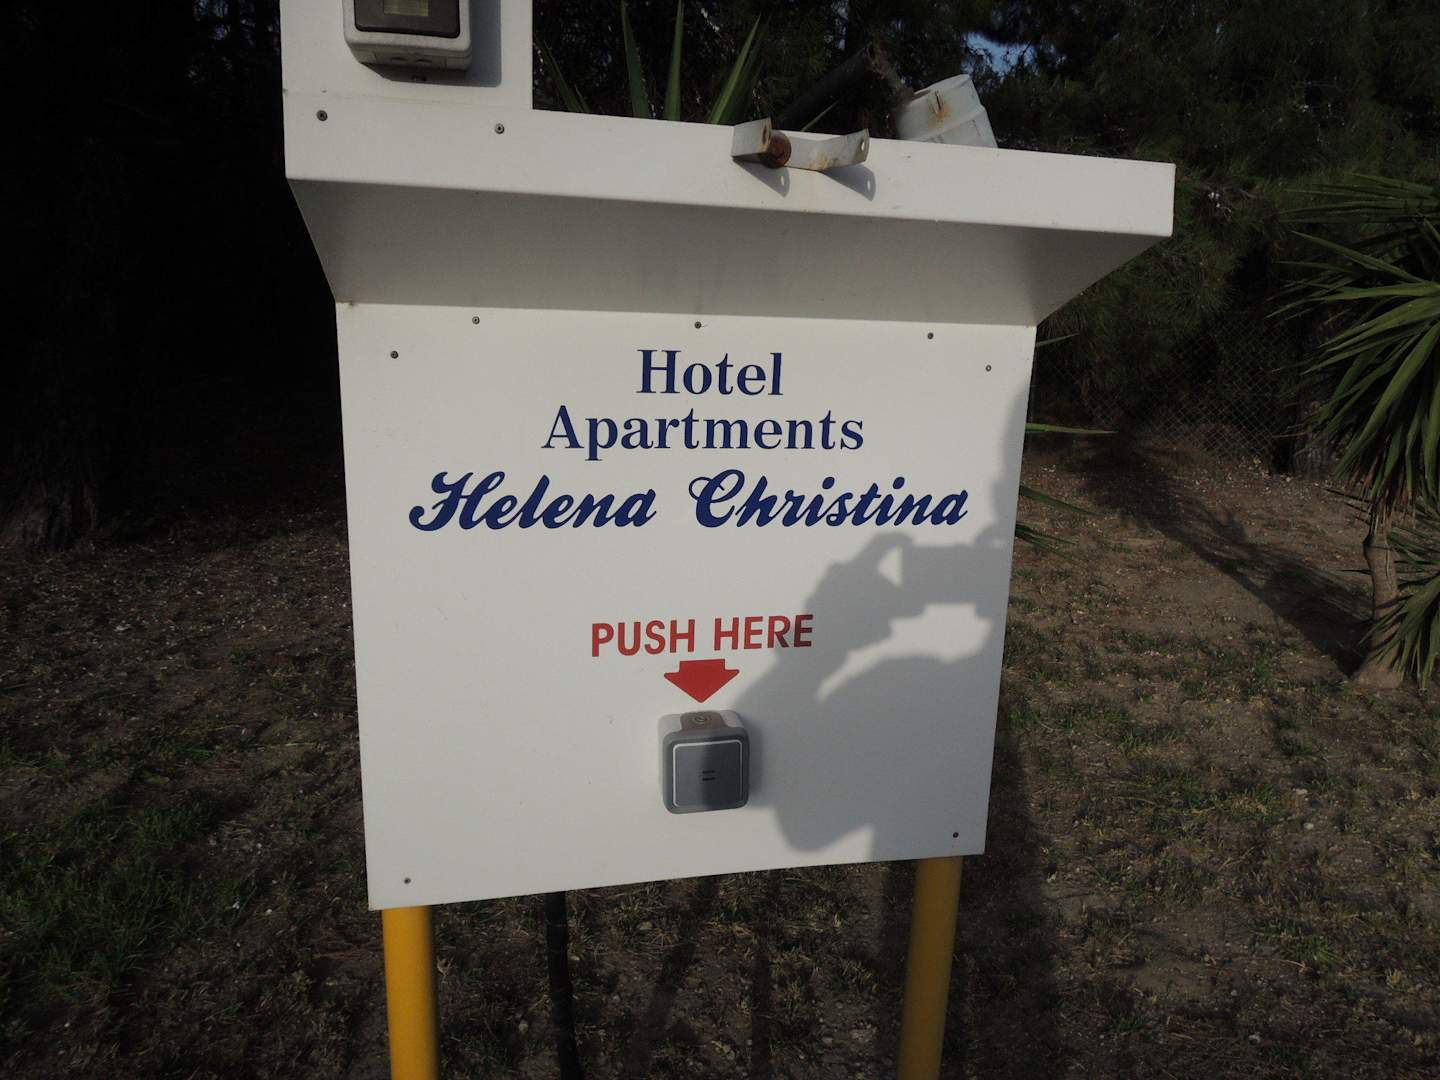 Hotel
Apartments
Helena Christina
PUSH HERE